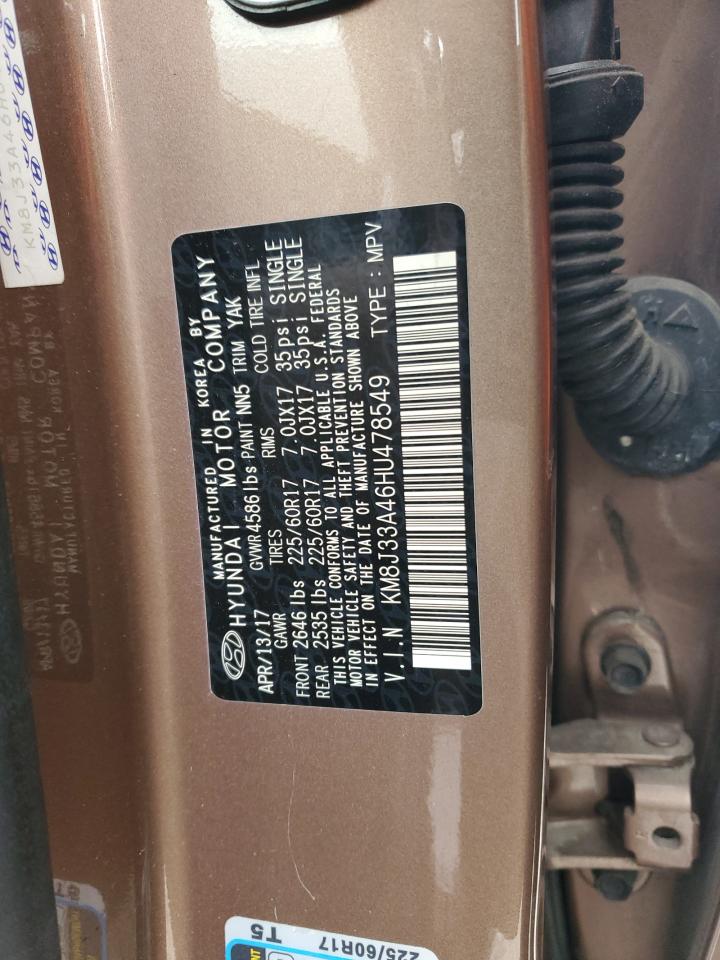 MANUFACTURED IN KOREA BY
HYUNDAI MOTOR COMPANY
APR/13/17 GVWR 4586 lbs PAINT NN5 TRIM YAK
GAWR TIRES RIMS COLD TIRE INFL
FRONT 2646 lbs 225/60R17 7.0JX17 35psi SINGLE
REAR 2535 lbs 225/60R17 7.0JX17 35psi SINGLE
THIS VEHICLE CONFORMS TO ALL APPLICABLE U.S.A. FEDERAL
MOTOR VEHICLE SAFETY AND THEFT PREVENTION STANDARDS
IN EFFECT ON THE DATE OF MANUFACTURE SHOWN ABOVE
V.I.N KM8J33A46HU478549 TYPE : MPV
KM8J33A46HU
T5
225/60R17